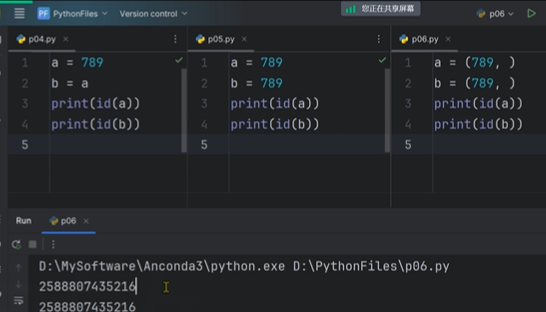 PF PythonFiles Version control 您正在共享屏幕 p06
p04.py
1 a = 789
2 b = a
3 print(id(a))
4 print(id(b))
5
p05.py
1 a = 789
2 b = 789
3 print(id(a))
4 print(id(b))
5
p06.py
1 a = (789, )
2 b = (789, )
3 print(id(a))
4 print(id(b))
5
Run p06
D:\MySoftware\Anconda3\python.exe D:\PythonFiles\p06.py
2588807435216
2588807435216